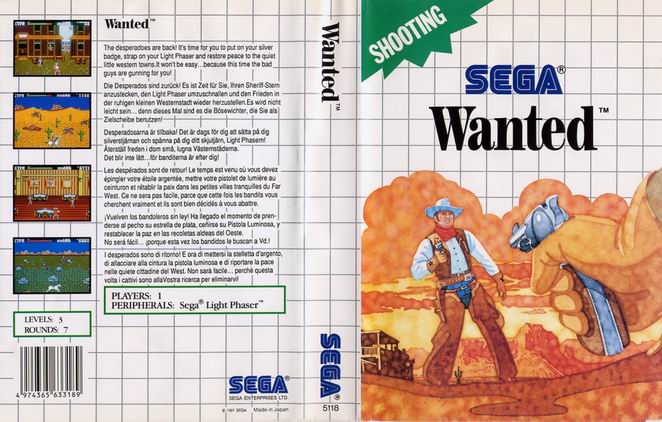 Wanted™
The desperadoes are back! It's time for you to put on your silver
badge, strap on your Light Phaser and restore peace to the quiet
little western towns.It won't be easy…because this time the bad
guys are gunning for you!
Die Desperados sind zurück! Es ist Zeit für Sie, Ihren Sheriff-Stern
anzustecken, den Light Phaser umzuschnallen und den Frieden in
der ruhigen kleinen Westernstadt wieder herzustellen.Es wird nicht
leicht sein… denn dieses Mal sind es die Bösewichter, die Sie als
Zielscheibe benutzen!
Desperadosarna är tillbaka! Det är dags för dig att sätta på dig
silverstjärnan och spänna på dig ditt skjutjärn, Light Phasern!
Återställ freden i dom små, lugna Västernstäderna.
Det blir inte lätt…för banditerna är efter dig!
Les desperados sont de retour! Le temps est venu où vous devez
épingler votre étoile argentée, mettre votre pistolet de lumière au
ceinturon et rétablir la paix dans les petites villes tranquilles du Far
West. Ce ne sera pas facile, parce que cette fois les bandits vous
cherchent vraiment et ils sont bien décidés à vous abattre.
¡Vuelven los bandoleros sin ley! Ha llegado el momento de pren-
derse al pecho su estrella de plata, ceñirse su Pistola Luminosa, y
restablecer la paz en las recoletas aldeas del Oeste.
No será fácil… ¡porque esta vez los bandidos le buscan a Vd.!
I desperados sono di ritorno! E ora di mettersi la stelletta d'argento,
di allacciare alla cintura la pistola luminosa e di riportare la pace
nelle quiete cittadine del West. Non sarà facile… perchè questa
volta i cattivi sono allaVostra ricerca per eliminarvi!
PLAYERS: 1
PERIPHERALS: Sega® Light Phaser™
LEVELS: 3
ROUNDS: 7
4 974365 633189
SEGA®
SEGA ENTERPRISES LTD.
© 1989 SEGA Made in Japan
Wanted™
SEGA®
5118
SHOOTING
SEGA®
Wanted™